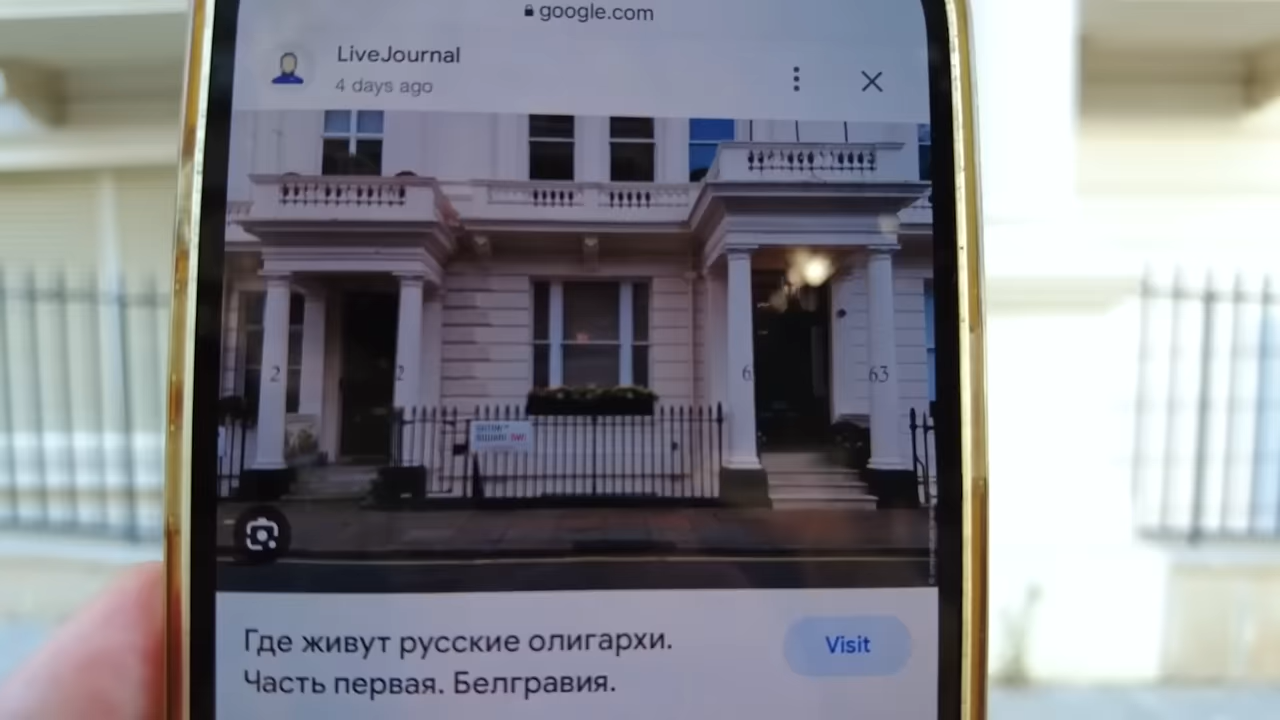 google.com
LiveJournal
4 days ago
2
2
6
63
Visit
Где живут русские олигархи.
Часть первая. Белгравия.